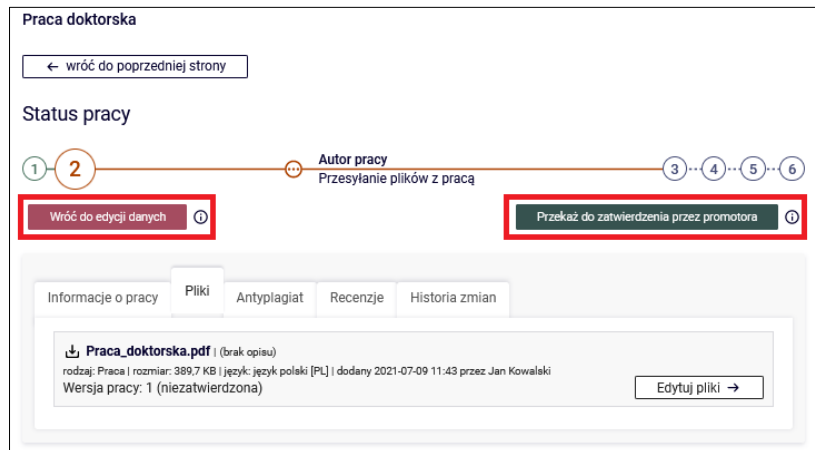 Praca doktorska
← wróć do poprzedniej strony
Status pracy
1 2 Autor pracy 3 4 5 6
Przesyłanie plików z pracą
Wróć do edycji danych Przekaż do zatwierdzenia przez promotora
Informacje o pracy Pliki Antyplagiat Recenzje Historia zmian
Praca_doktorska.pdf | (brak opisu)
rodzaj: Praca | rozmiar: 389,7 KB | język: język polski [PL] | dodany 2021-07-09 11:43 przez Jan Kowalski
Wersja pracy: 1 (niezatwierdzona) Edytuj pliki →